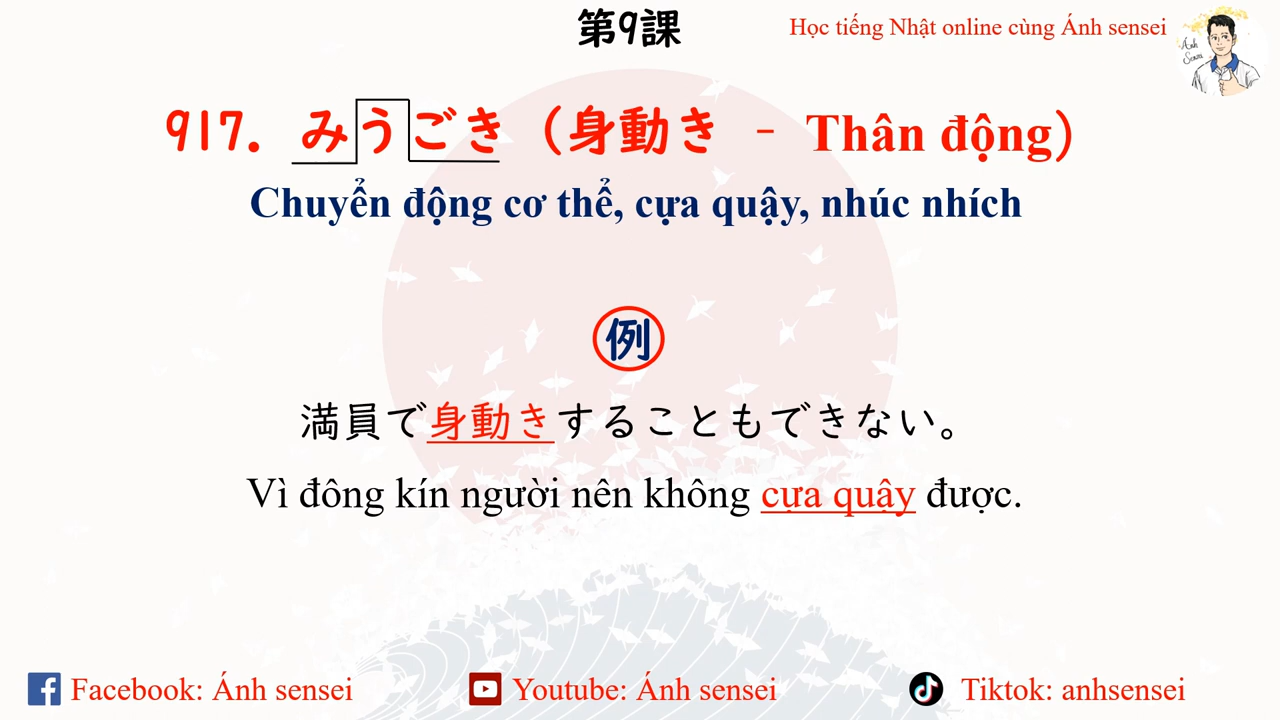 第9課
Học tiếng Nhật online cùng Ánh sensei
Ánh
Sensei
917. みうごき（身動き - Thân động）
Chuyển động cơ thể, cựa quậy, nhúc nhích
例
満員で身動きすることもできない。
Vì đông kín người nên không cựa quậy được.
Facebook: Ánh sensei
Youtube: Ánh sensei
Tiktok: anhsensei